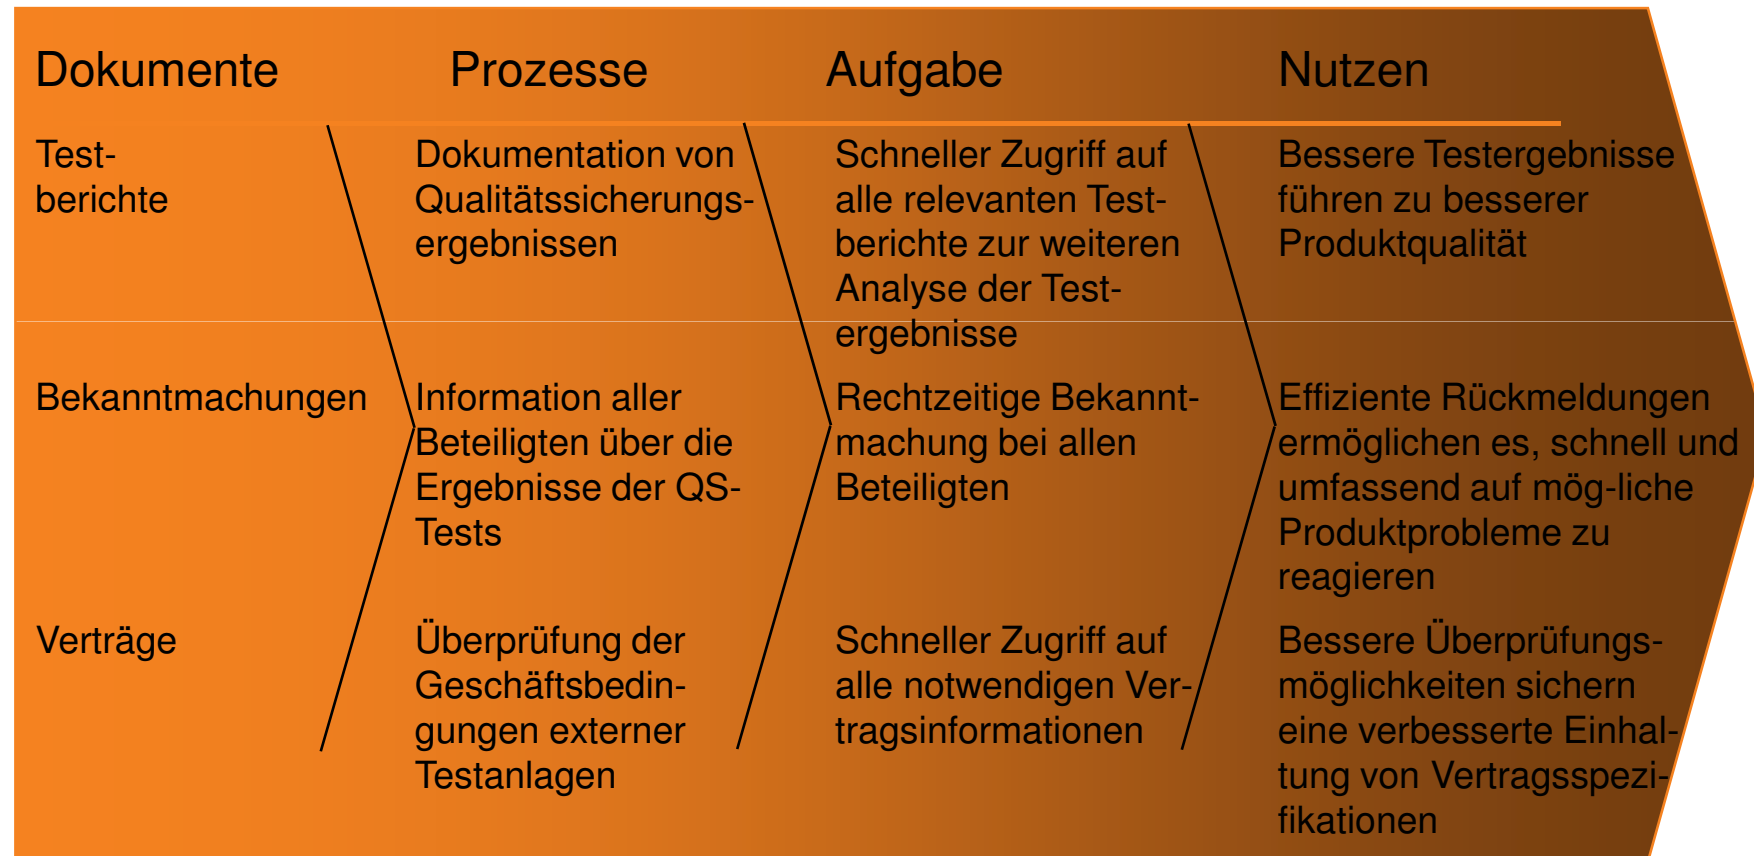 Dokumente Prozesse Aufgabe Nutzen
Test-
berichte
Dokumentation von
Qualitätssicherungs-
ergebnissen
Schneller Zugriff auf
alle relevanten Test-
berichte zur weiteren
Analyse der Test-
ergebnisse
Bessere Testergebnisse
führen zu besserer
Produktqualität
Bekanntmachungen
Information aller
Beteiligten über die
Ergebnisse der QS-
Tests
Rechtzeitige Bekannt-
machung bei allen
Beteiligten
Effiziente Rückmeldungen
ermöglichen es, schnell und
umfassend auf mög-liche
Produktprobleme zu
reagieren
Verträge
Überprüfung der
Geschäftsbedin-
gungen externer
Testanlagen
Schneller Zugriff auf
alle notwendigen Ver-
tragsinformationen
Bessere Überprüfungs-
möglichkeiten sichern
eine verbesserte Einhal-
tung von Vertragsspezi-
fikationen